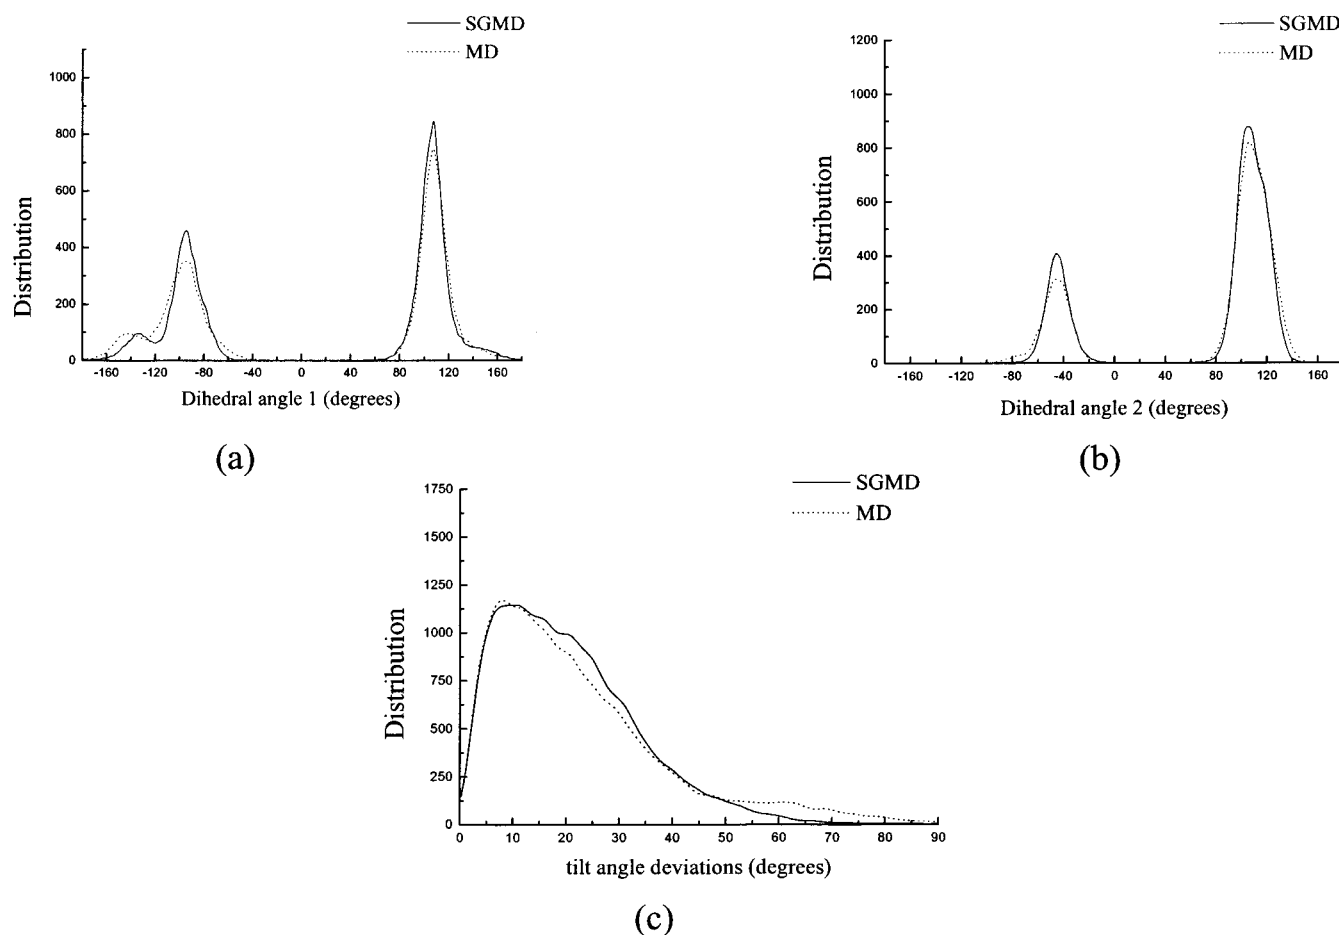 SGMD
MD
1000
800
600
400
200
0
Distribution
-160 -120 -80 -40 0 40 80 120 160
Dihedral angle 1 (degrees)
(a)
SGMD
MD
1200
1000
800
600
400
200
0
Distribution
-160 -120 -80 -40 0 40 80 120 160
Dihedral angle 2 (degrees)
(b)
SGMD
MD
1750
1500
1250
1000
750
500
250
0
Distribution
0 10 20 30 40 50 60 70 80 90
tilt angle deviations (degrees)
(c)